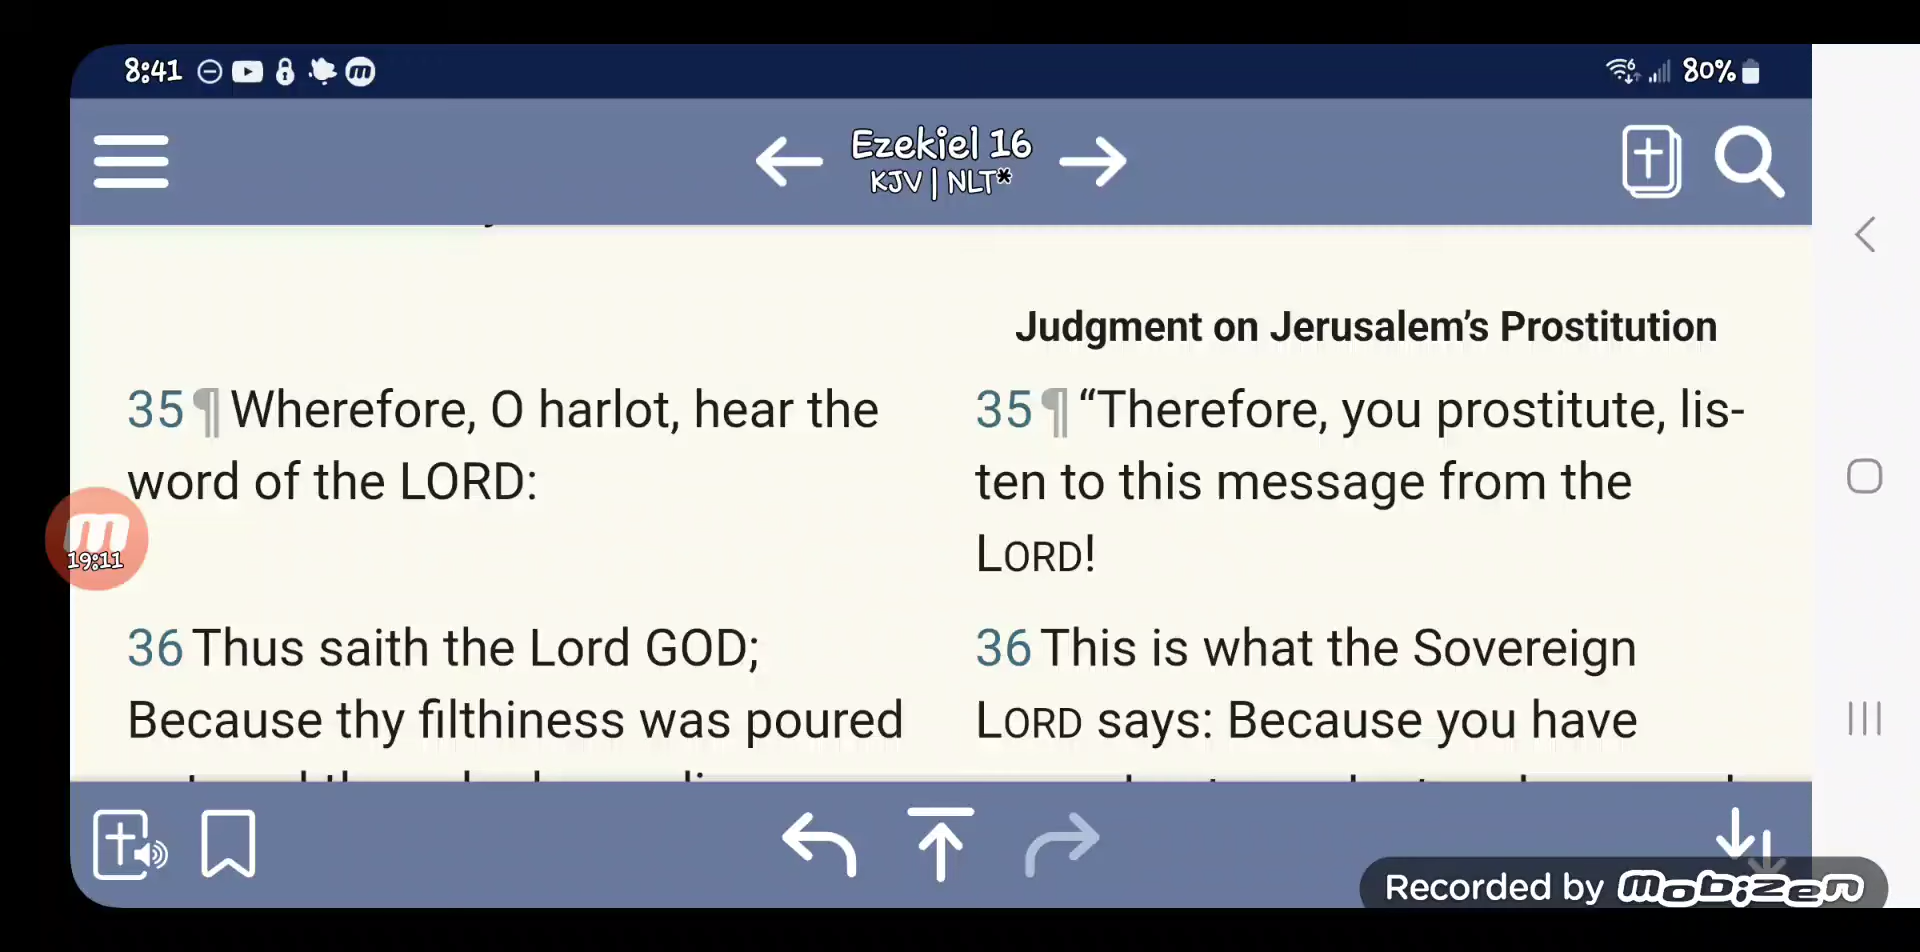 8:41
80%
Ezekiel 16
KJV | NLT*
Judgment on Jerusalem’s Prostitution
35 ¶ Wherefore, O harlot, hear the
word of the LORD:
36 Thus saith the Lord GOD;
Because thy filthiness was poured
35 ¶ “Therefore, you prostitute, lis-
ten to this message from the
LORD!
36 This is what the Sovereign
LORD says: Because you have
19:11
Recorded by Mobizen